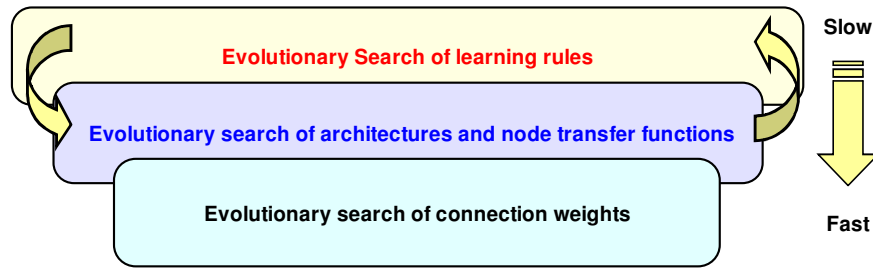 Slow
Evolutionary Search of learning rules
Evolutionary search of architectures and node transfer functions
Evolutionary search of connection weights
Fast